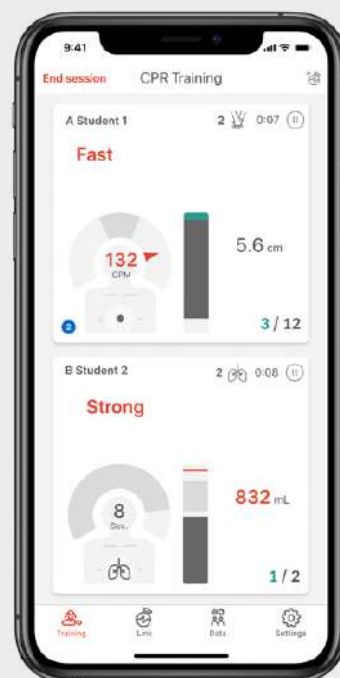 9:41
End session CPR Training
A Student 1 2 0:07
Fast
132
CPM
5.6 cm
2
3 / 12
B Student 2 2 0:08
Strong
8
832 mL
1 / 2
Training Link Settings